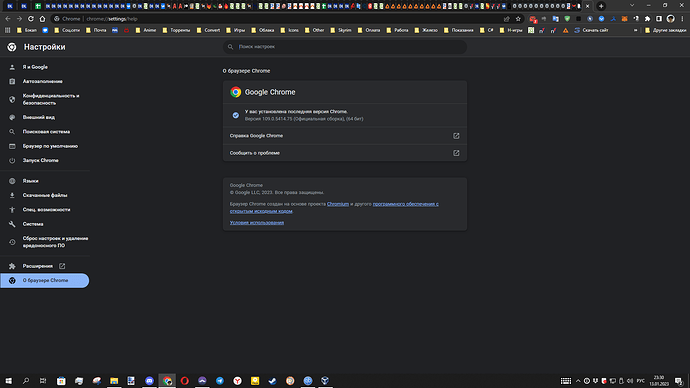 Chrome | chrome://settings/help
Бокал
Соц.сети
Почта
Anime
Торренты
Convert
Игры
Облака
Icons
Other
Skyrim
Оплата
Работа
Железо
Показания
C#
Н-игры
Скачать сайт
»
Другие закладки
Настройки
Поиск настроек
Я и Google
Автозаполнение
Конфиденциальность и
безопасность
Внешний вид
Поисковая система
Браузер по умолчанию
Запуск Chrome
Языки
Скачанные файлы
Спец. возможности
Система
Сброс настроек и удаление
вредоносного ПО
Расширения
О браузере Chrome
О браузере Chrome
Google Chrome
У вас установлена последняя версия Chrome.
Версия 109.0.5414.75 (Официальная сборка), (64 бит)
Справка Google Chrome
Сообщить о проблеме
Google Chrome
© Google LLC, 2023. Все права защищены.
Браузер Chrome создан на основе проекта Chromium и другого программного обеспечения с
открытым исходным кодом.
Условия использования
РУС
23:30
13.01.2023